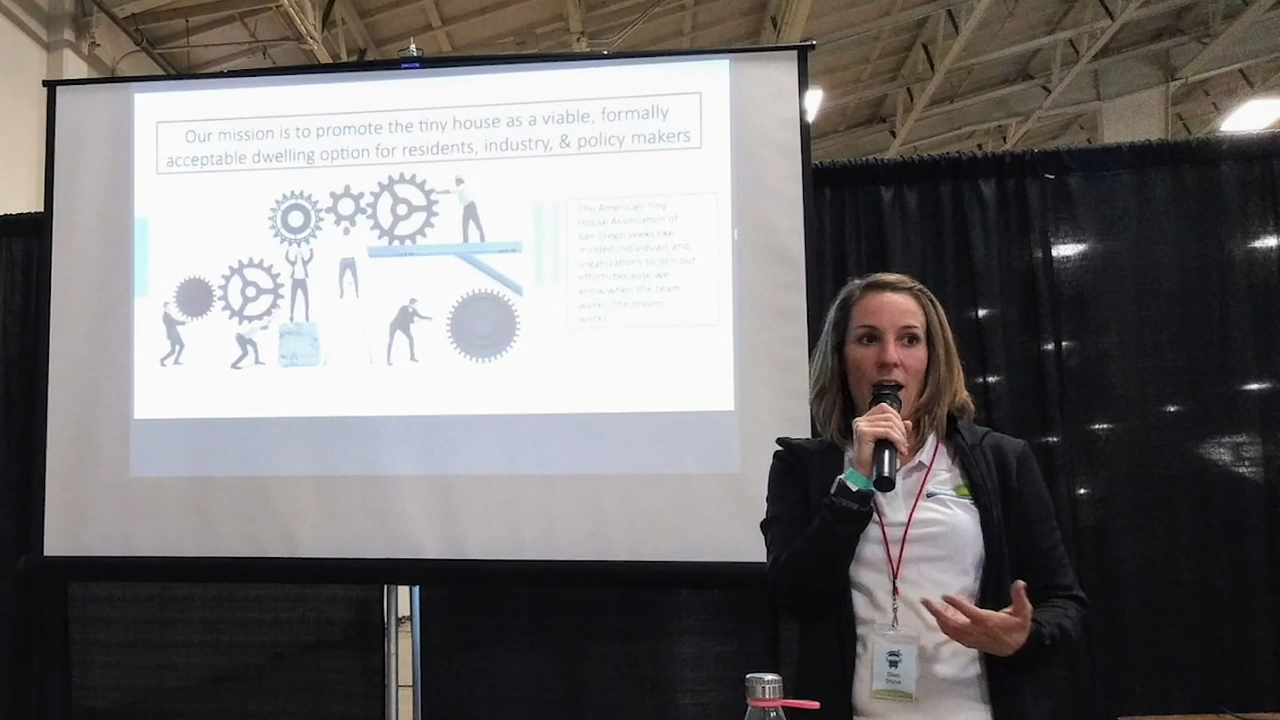 Our mission is to promote the tiny house as a viable, formally
acceptable dwelling option for residents, industry, & policy makers
The American Tiny
House Association of
San Diego seeks like
minded individuals and
organizations to join our
efforts because we
know when the team
works, the dream
works.